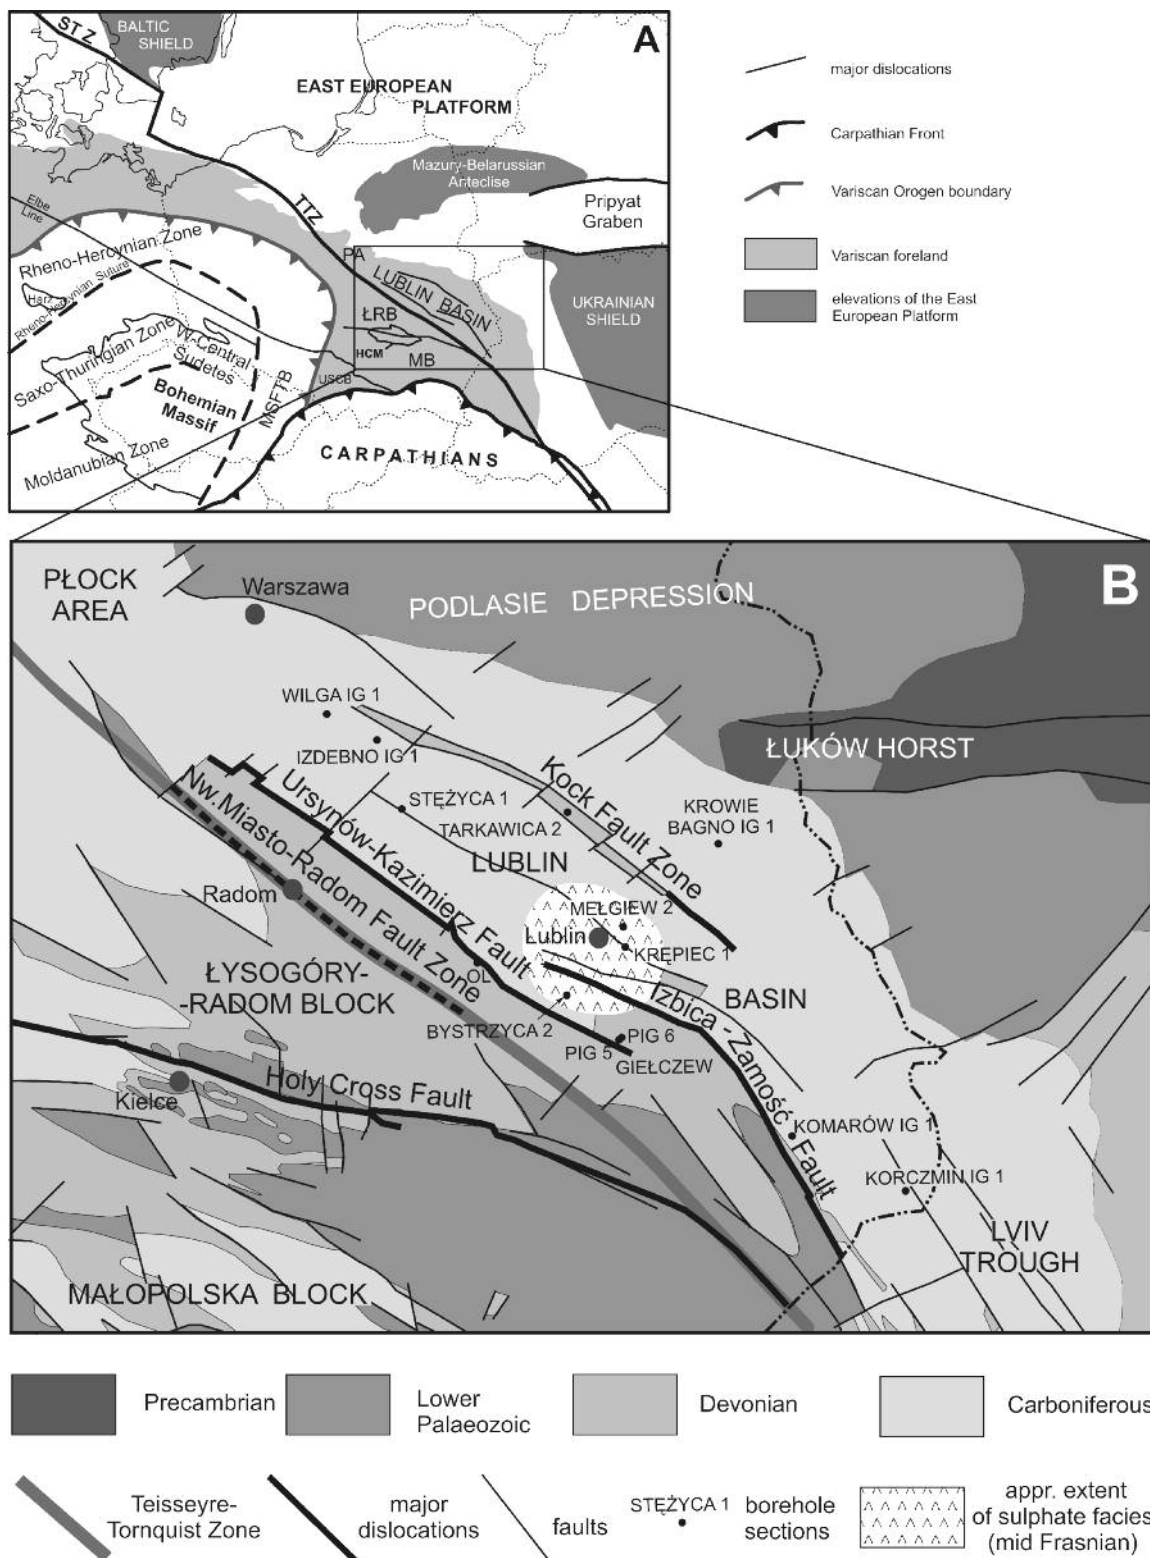 ST Z
BALTIC
SHIELD
A
EAST EUROPEAN
PLATFORM
Mazury-Belarussian
Anteclise
Pripyat
Graben
Elbe
Line
TTZ
Rheno-Hercynian Zone
PA
LUBLIN BASIN
UKRAINIAN
SHIELD
Harz
Rheno-Hercynian Suture
ŁRB
HCM
MB
Saxo-Thuringian Zone
W-Central
Sudetes
USCB
MSFTB
Bohemian
Massif
Moldanubian Zone
CARPATHIANS
major dislocations
Carpathian Front
Variscan Orogen boundary
Variscan foreland
elevations of the East
European Platform
B
PŁOCK
AREA
Warszawa
PODLASIE DEPRESSION
WILGA IG 1
IZDEBNO IG 1
ŁUKÓW HORST
Kock Fault Zone
STĘŻYCA 1
TARKAWICA 2
KROWIE
BAGNO IG 1
Ursynów-Kazimierz Fault
Nw.Miasto-Radom Fault Zone
LUBLIN
Radom
MEŁGIEW 2
Lublin
KRĘPIEC 1
OL
ŁYSOGÓRY-
-RADOM BLOCK
BASIN
Izbica -Zamość Fault
BYSTRZYCA 2
PIG 5
PIG 6
GIEŁCZEW
Holy Cross Fault
Kielce
KOMARÓW IG 1
KORCZMIN IG 1
LVIV
TROUGH
MAŁOPOLSKA BLOCK
Precambrian
Lower
Palaeozoic
Devonian
Carboniferous
Teisseyre-
Tornquist Zone
major
dislocations
faults
STĘŻYCA 1
borehole
sections
appr. extent
of sulphate facies
(mid Frasnian)